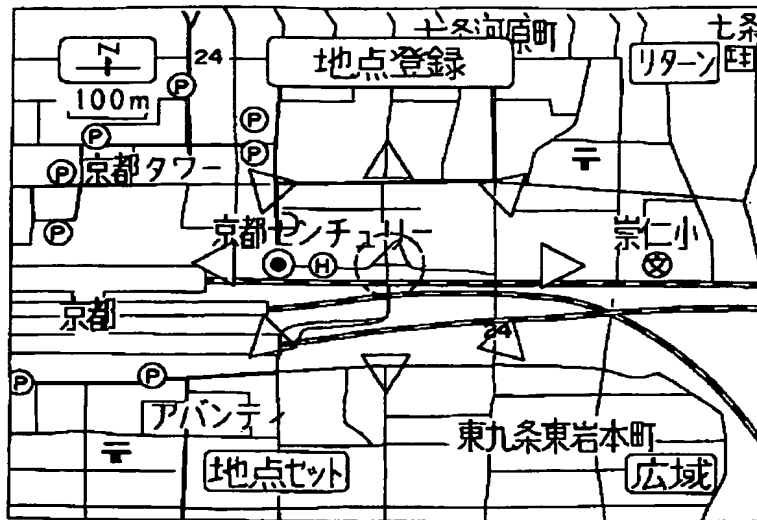 七条河原町
七条
N
24
地点登録
リターン
100m
P
P
P
P
京都タワー
P
〒
P
京都センチュリー
崇仁小
H
文
京都
24
P
P
アバンティ
東九条東岩本町
〒
地点セット
広域